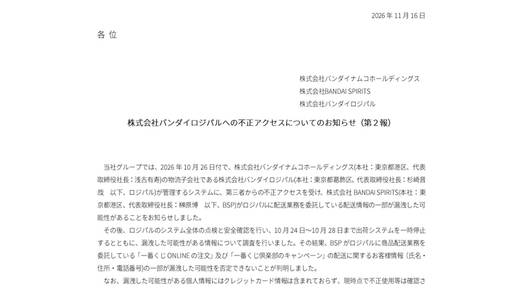 2026 年 11 月 16 日
各 位
株式会社バンダイナムコホールディングス
株式会社BANDAI SPIRITS
株式会社バンダイロジパル
株式会社バンダイロジパルへの不正アクセスについてのお知らせ（第２報）
当社グループでは、2026 年 10 月 26 日付で、株式会社バンダイナムコホールディングス(本社：東京都港区、代表
取締役社長：浅古有寿)の物流子会社である株式会社バンダイロジパル(本社：東京都葛飾区、代表取締役社長：杉崎晋
哉　以下、ロジパル)が管理するシステムに、第三者からの不正アクセスを受け、株式会社 BANDAI SPIRITS(本社：東
京都港区、代表取締役社長：榊原博　以下、BSP)がロジパルに配送業務を委託している配送情報の一部が漏洩した可
能性があることをお知らせしました。
その後、ロジパルのシステム全体の点検と安全確認を行い、10 月 24 日～10 月 28 日まで出荷システムを一時停止
するとともに、漏洩した可能性がある情報について調査を行いました。その結果、BSP がロジパルに商品配送業務を
委託している「一番くじ ONLINE の注文」及び「一番くじ倶楽部のキャンペーン」の配送に関するお客様情報 (氏名・
住所・電話番号)の一部が漏洩した可能性を否定できないことが判明しました。
なお、漏洩した可能性がある個人情報にはクレジットカード情報は含まれておらず、現時点で不正使用等は確認さ